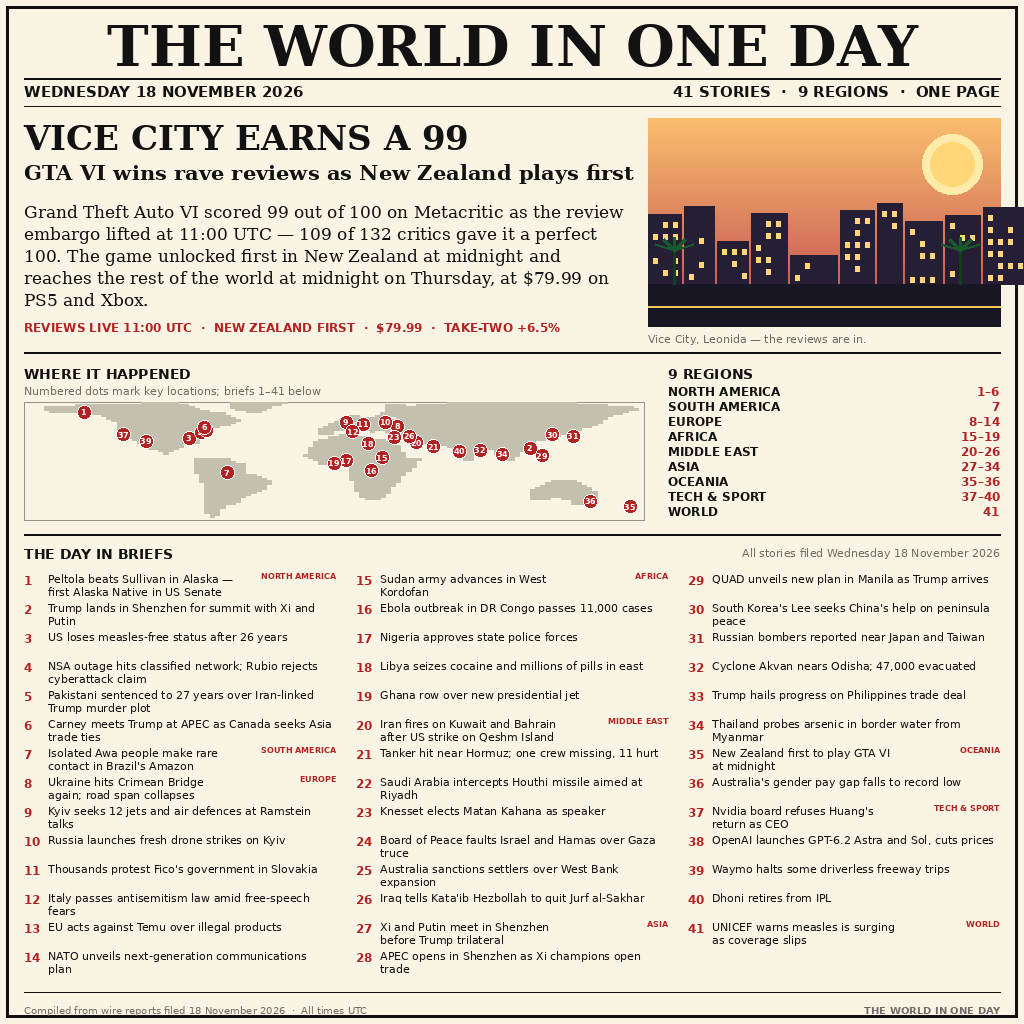 THE WORLD IN ONE DAY
WEDNESDAY 18 NOVEMBER 2026
41 STORIES · 9 REGIONS · ONE PAGE
VICE CITY EARNS A 99
GTA VI wins rave reviews as New Zealand plays first
Grand Theft Auto VI scored 99 out of 100 on Metacritic as the review
embargo lifted at 11:00 UTC — 109 of 132 critics gave it a perfect
100. The game unlocked first in New Zealand at midnight and
reaches the rest of the world at midnight on Thursday, at $79.99 on
PS5 and Xbox.
REVIEWS LIVE 11:00 UTC · NEW ZEALAND FIRST · $79.99 · TAKE-TWO +6.5%
Vice City, Leonida — the reviews are in.
WHERE IT HAPPENED
Numbered dots mark key locations; briefs 1–41 below
1
37
39
3
6
7
9
11
12
10
8
23
26
20
18
19
17
15
16
21
40
32
34
2
29
30
31
36
35
9 REGIONS
NORTH AMERICA 1–6
SOUTH AMERICA 7
EUROPE 8–14
AFRICA 15–19
MIDDLE EAST 20–26
ASIA 27–34
OCEANIA 35–36
TECH & SPORT 37–40
WORLD 41
THE DAY IN BRIEFS
All stories filed Wednesday 18 November 2026
1 Peltola beats Sullivan in Alaska — NORTH AMERICA
first Alaska Native in US Senate
2 Trump lands in Shenzhen for summit with Xi and
Putin
3 US loses measles-free status after 26 years
4 NSA outage hits classified network; Rubio rejects
cyberattack claim
5 Pakistani sentenced to 27 years over Iran-linked
Trump murder plot
6 Carney meets Trump at APEC as Canada seeks Asia
trade ties
7 Isolated Awa people make rare SOUTH AMERICA
contact in Brazil's Amazon
8 Ukraine hits Crimean Bridge EUROPE
again; road span collapses
9 Kyiv seeks 12 jets and air defences at Ramstein
talks
10 Russia launches fresh drone strikes on Kyiv
11 Thousands protest Fico's government in Slovakia
12 Italy passes antisemitism law amid free-speech
fears
13 EU acts against Temu over illegal products
14 NATO unveils next-generation communications
plan
15 Sudan army advances in West AFRICA
Kordofan
16 Ebola outbreak in DR Congo passes 11,000 cases
17 Nigeria approves state police forces
18 Libya seizes cocaine and millions of pills in east
19 Ghana row over new presidential jet
20 Iran fires on Kuwait and Bahrain MIDDLE EAST
after US strike on Qeshm Island
21 Tanker hit near Hormuz; one crew missing, 11 hurt
22 Saudi Arabia intercepts Houthi missile aimed at
Riyadh
23 Knesset elects Matan Kahana as speaker
24 Board of Peace faults Israel and Hamas over Gaza
truce
25 Australia sanctions settlers over West Bank
expansion
26 Iraq tells Kata'ib Hezbollah to quit Jurf al-Sakhar
27 Xi and Putin meet in Shenzhen ASIA
before Trump trilateral
28 APEC opens in Shenzhen as Xi champions open
trade
29 QUAD unveils new plan in Manila as Trump arrives
30 South Korea's Lee seeks China's help on peninsula
peace
31 Russian bombers reported near Japan and Taiwan
32 Cyclone Akvan nears Odisha; 47,000 evacuated
33 Trump hails progress on Philippines trade deal
34 Thailand probes arsenic in border water from
Myanmar
35 New Zealand first to play GTA VI OCEANIA
at midnight
36 Australia's gender pay gap falls to record low
37 Nvidia board refuses Huang's TECH & SPORT
return as CEO
38 OpenAI launches GPT-6.2 Astra and Sol, cuts prices
39 Waymo halts some driverless freeway trips
40 Dhoni retires from IPL
41 UNICEF warns measles is surging WORLD
as coverage slips
Compiled from wire reports filed 18 November 2026 · All times UTC
THE WORLD IN ONE DAY